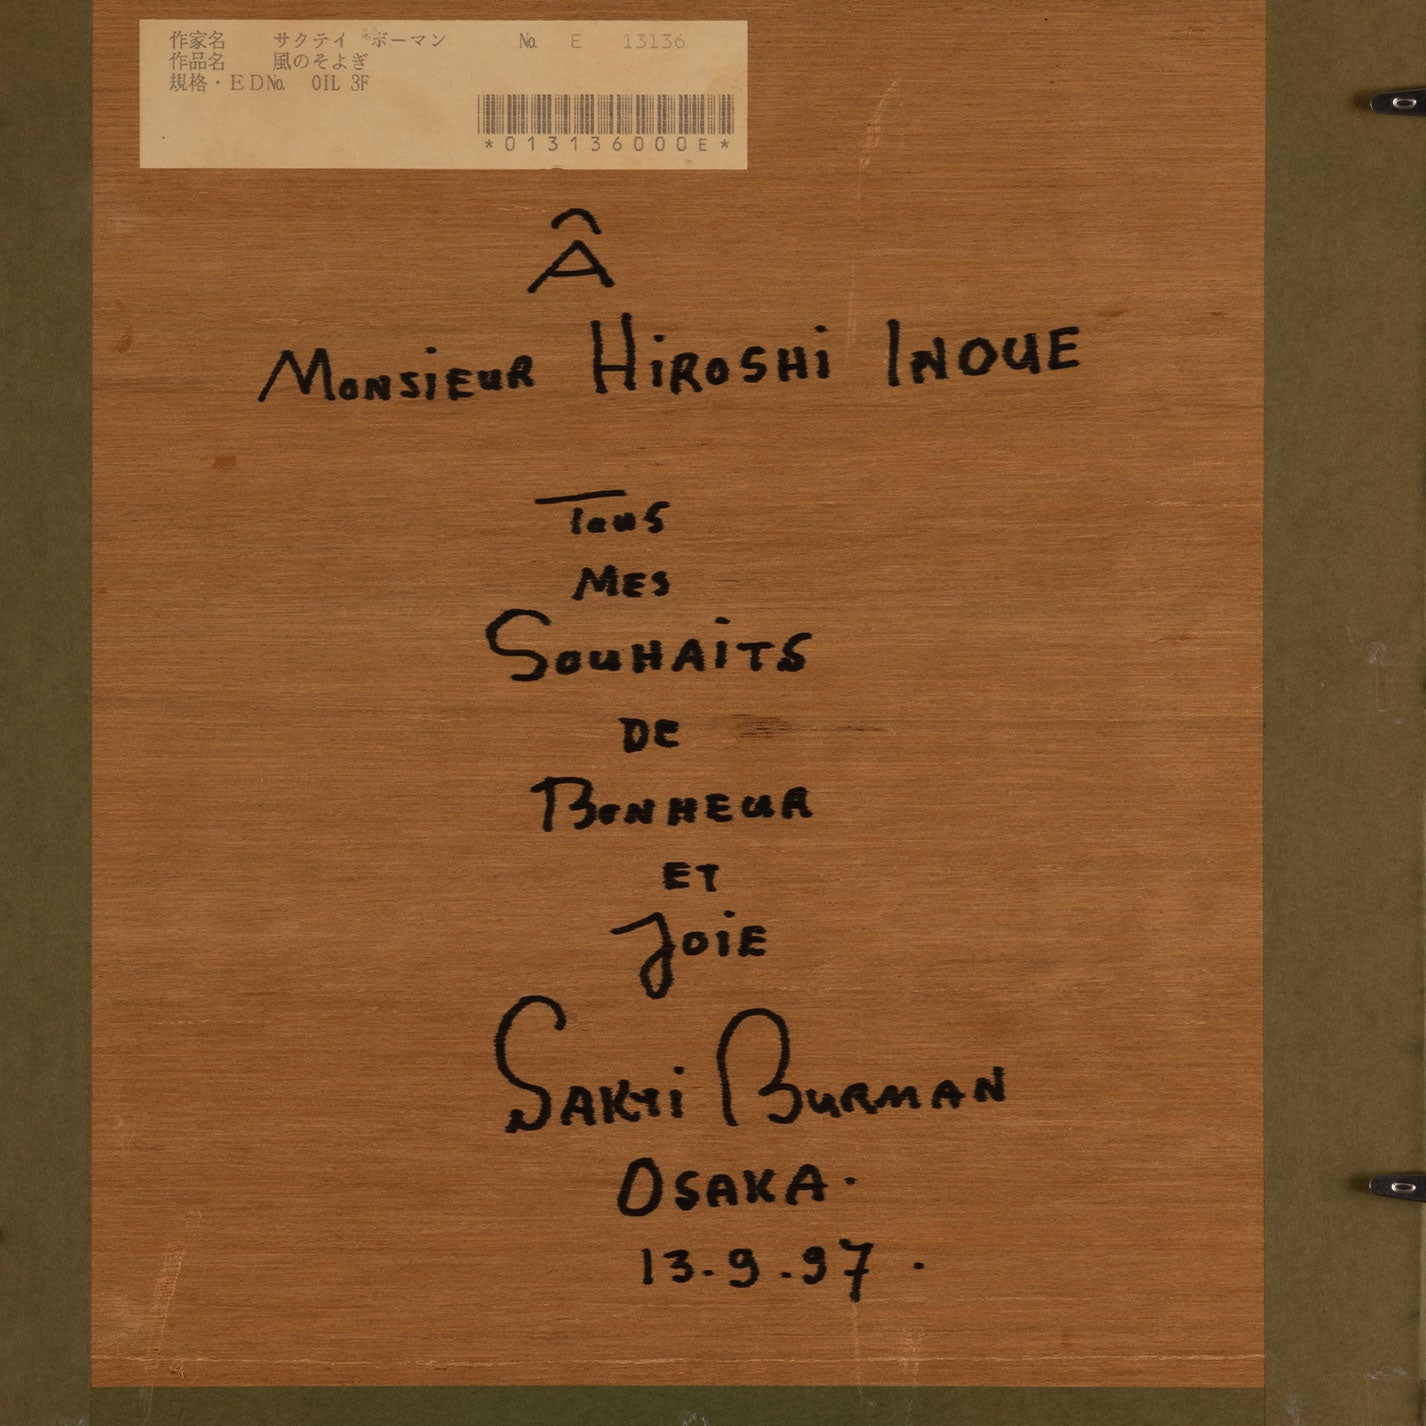 作家名 サクテイ ボーマン № E 13136
作品名 風のそよぎ
規格・ED№ OIL 3F
*013136000E*
Â
MONSIEUR HIROSHI INOUE
TOUS
MES
SOUHAITS
DE
BONHEUR
ET
JOIE
SAKTI BURMAN
OSAKA.
13.9.97.